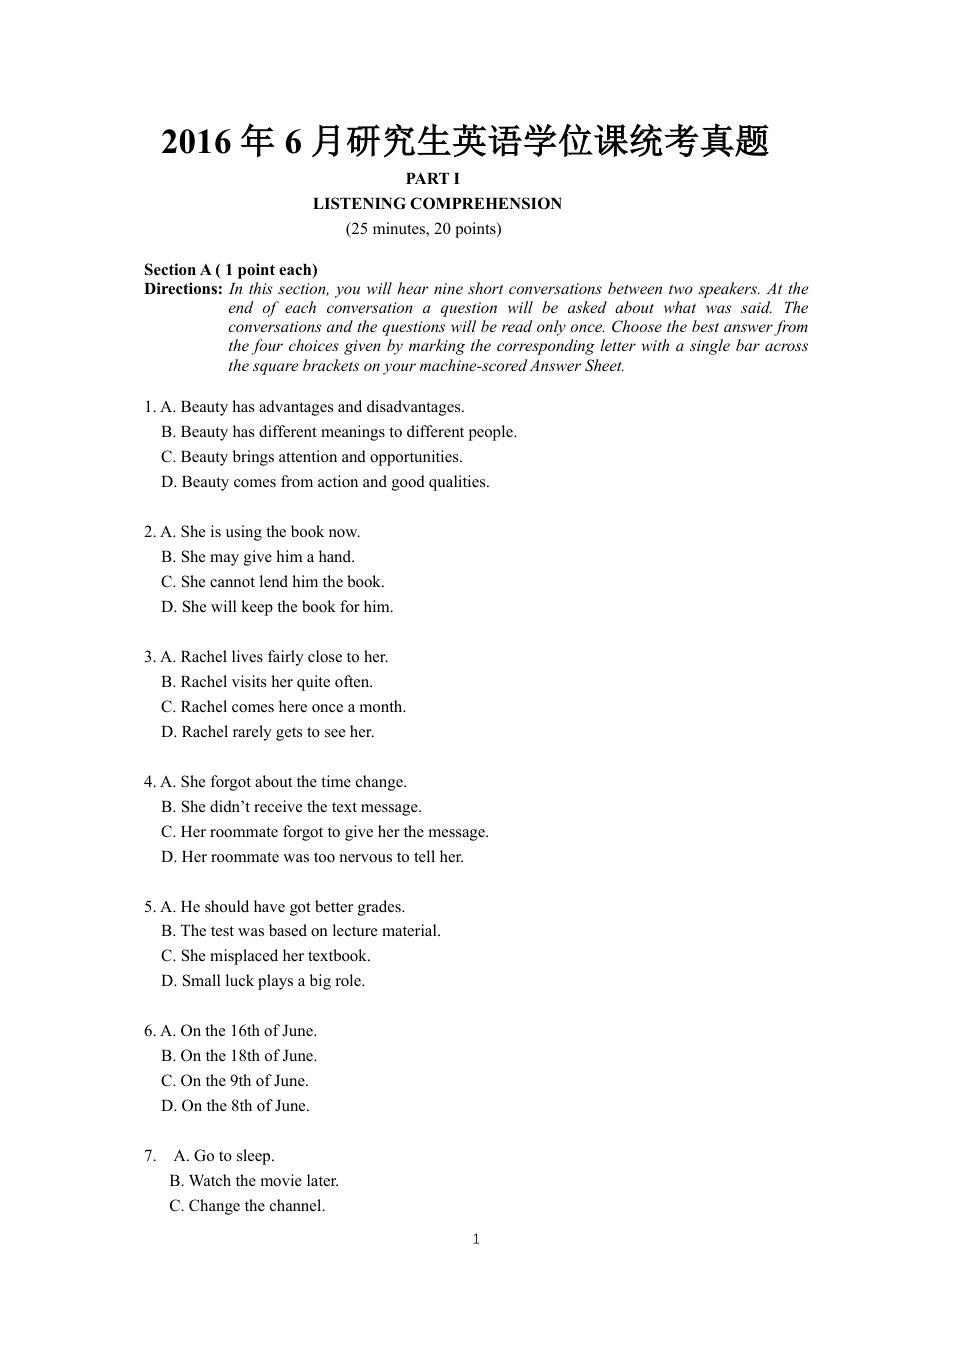 2016 年 6 月研究生英语学位课统考真题
PART I
LISTENING COMPREHENSION
(25 minutes, 20 points)
Section A ( 1 point each)
Directions: In this section, you will hear nine short conversations between two speakers. At the
end of each conversation a question will be asked about what was said. The
conversations and the questions will be read only once. Choose the best answer from
the four choices given by marking the corresponding letter with a single bar across
the square brackets on your machine-scored Answer Sheet.
1. A. Beauty has advantages and disadvantages.
B. Beauty has different meanings to different people.
C. Beauty brings attention and opportunities.
D. Beauty comes from action and good qualities.
2. A. She is using the book now.
B. She may give him a hand.
C. She cannot lend him the book.
D. She will keep the book for him.
3. A. Rachel lives fairly close to her.
B. Rachel visits her quite often.
C. Rachel comes here once a month.
D. Rachel rarely gets to see her.
4. A. She forgot about the time change.
B. She didn’t receive the text message.
C. Her roommate forgot to give her the message.
D. Her roommate was too nervous to tell her.
5. A. He should have got better grades.
B. The test was based on lecture material.
C. She misplaced her textbook.
D. Small luck plays a big role.
6. A. On the 16th of June.
B. On the 18th of June.
C. On the 9th of June.
D. On the 8th of June.
7. A. Go to sleep.
B. Watch the movie later.
C. Change the channel.
1